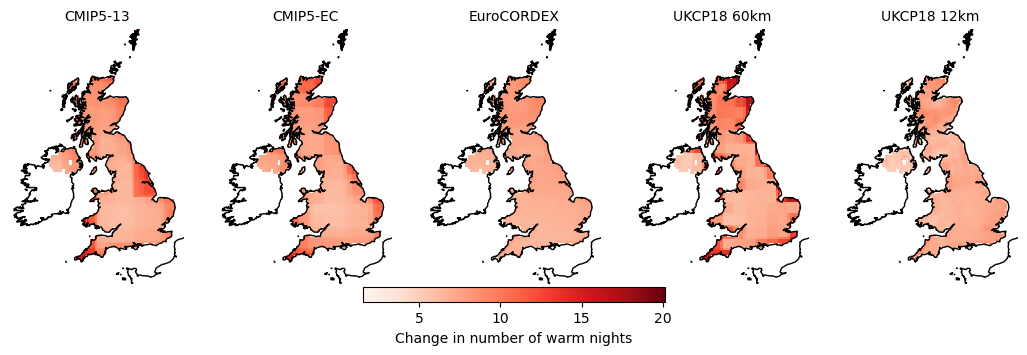 CMIP5-13 CMIP5-EC EuroCORDEX UKCP18 60km UKCP18 12km
5 10 15 20
Change in number of warm nights